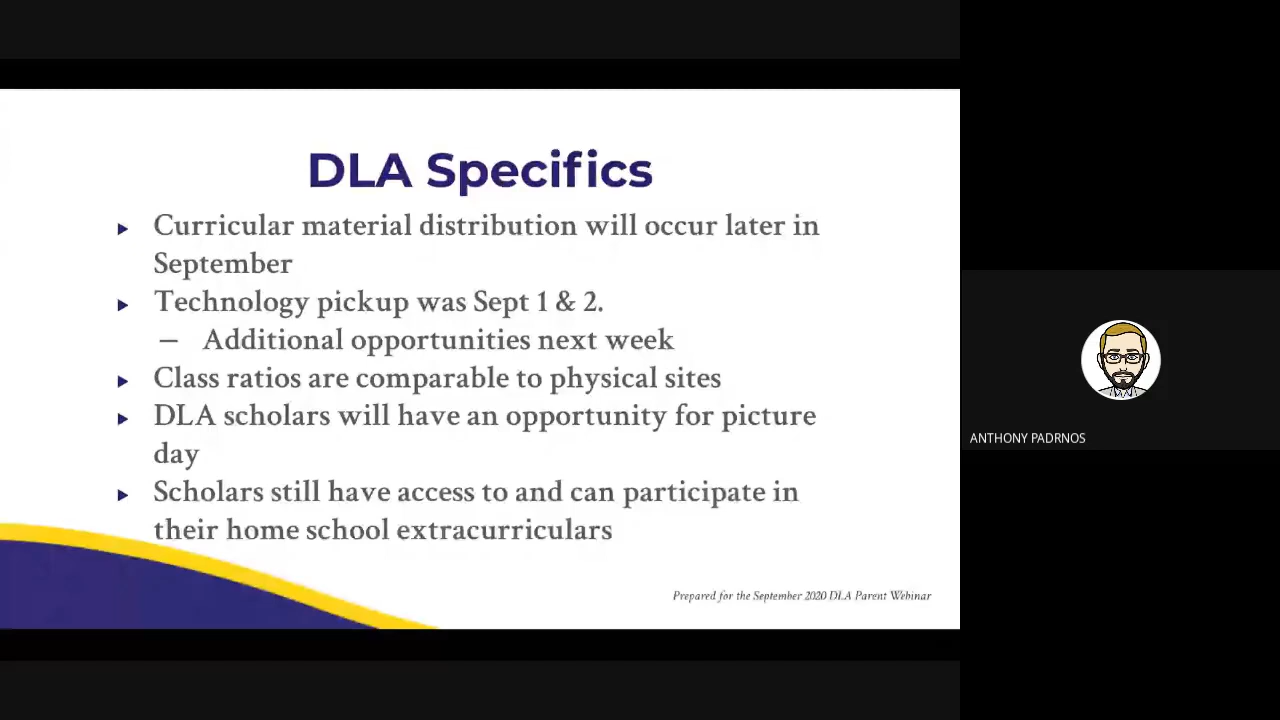 DLA Specifics
Curricular material distribution will occur later in
September
Technology pickup was Sept 1 & 2.
– Additional opportunities next week
Class ratios are comparable to physical sites
DLA scholars will have an opportunity for picture
day
Scholars still have access to and can participate in
their home school extracurriculars
Prepared for the September 2020 DLA Parent Webinar
ANTHONY PADRNOS